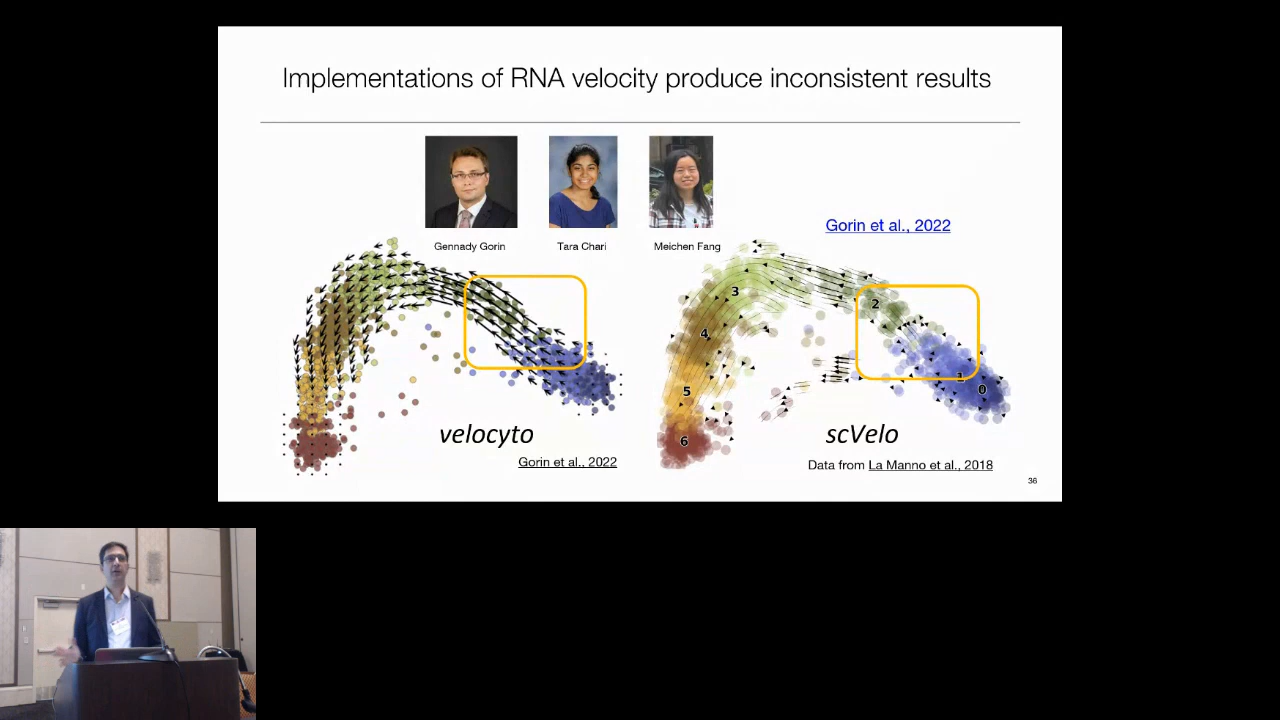 Implementations of RNA velocity produce inconsistent results
Gennady Gorin
Tara Chari
Meichen Fang
Gorin et al., 2022
3
2
4
1
0
5
6
velocyto
scVelo
Gorin et al., 2022
Data from La Manno et al., 2018
36